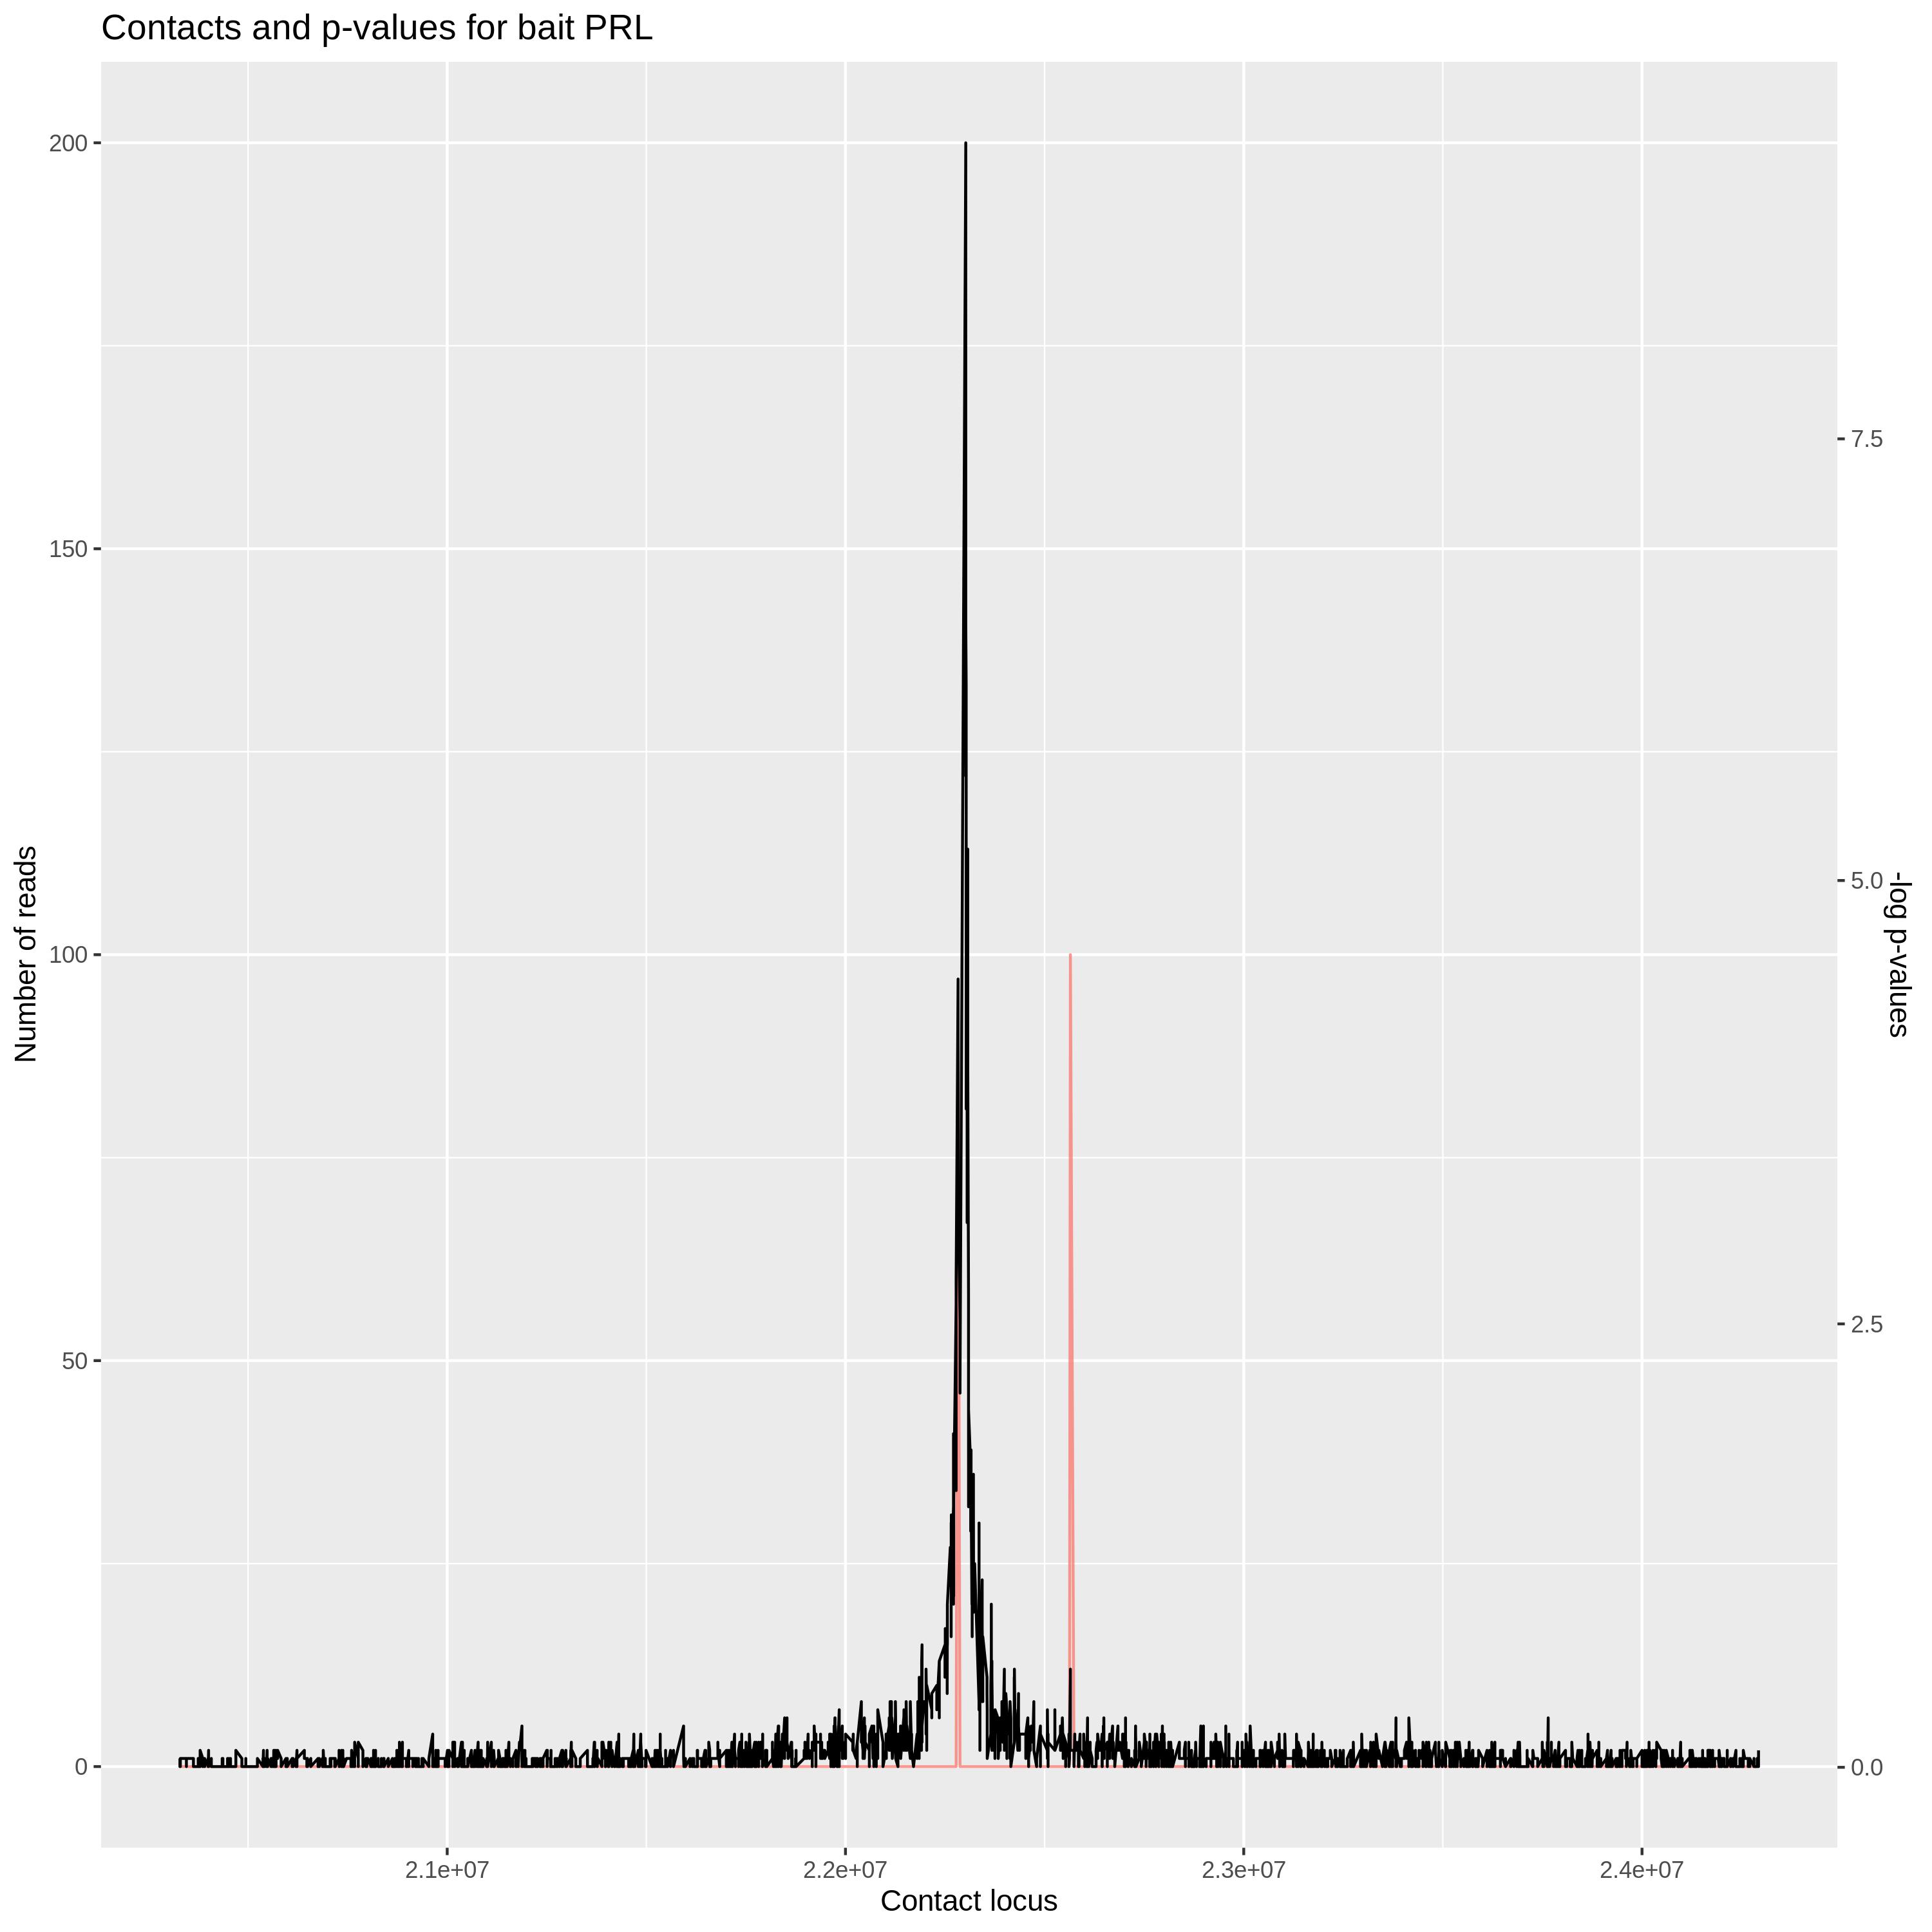 Contacts and p-values for bait PRL
200
150
100
50
0
Number of reads
7.5
5.0
2.5
0.0
-log p-values
2.1e+07
2.2e+07
2.3e+07
2.4e+07
Contact locus